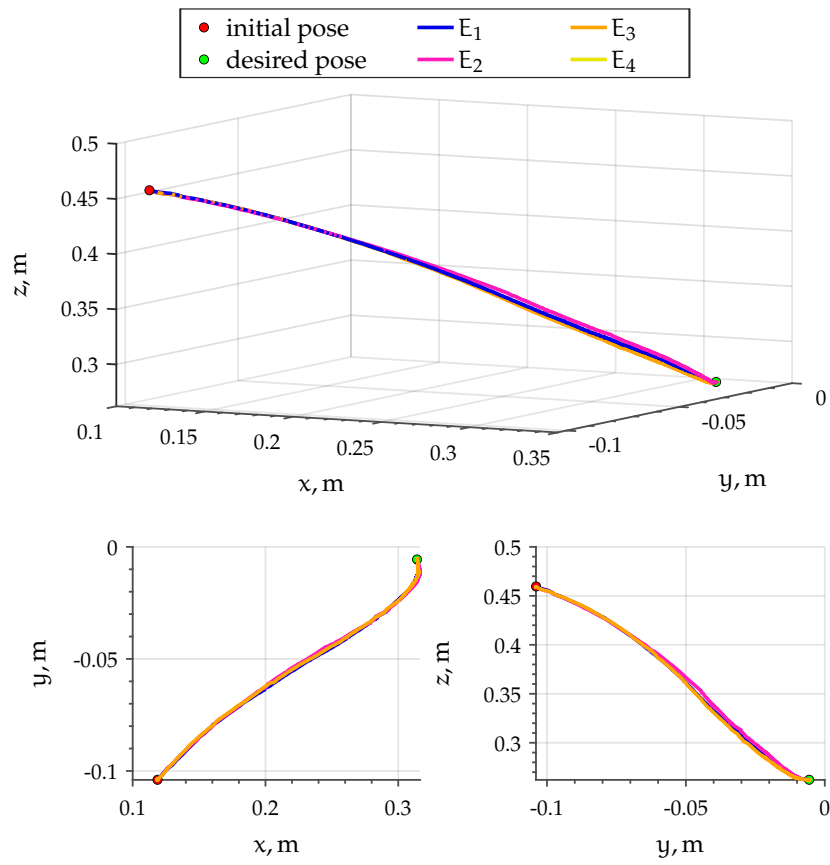 initial pose E1 E3
desired pose E2 E4
0.5
0.45
0.4
0.35
0.3
z, m
0.1 0.15 0.2 0.25 0.3 0.35
x, m
-0.1 -0.05 0
y, m
0
-0.05
-0.1
y, m
0.1 0.2 0.3
x, m
0.5
0.45
0.4
0.35
0.3
z, m
-0.1 -0.05 0
y, m